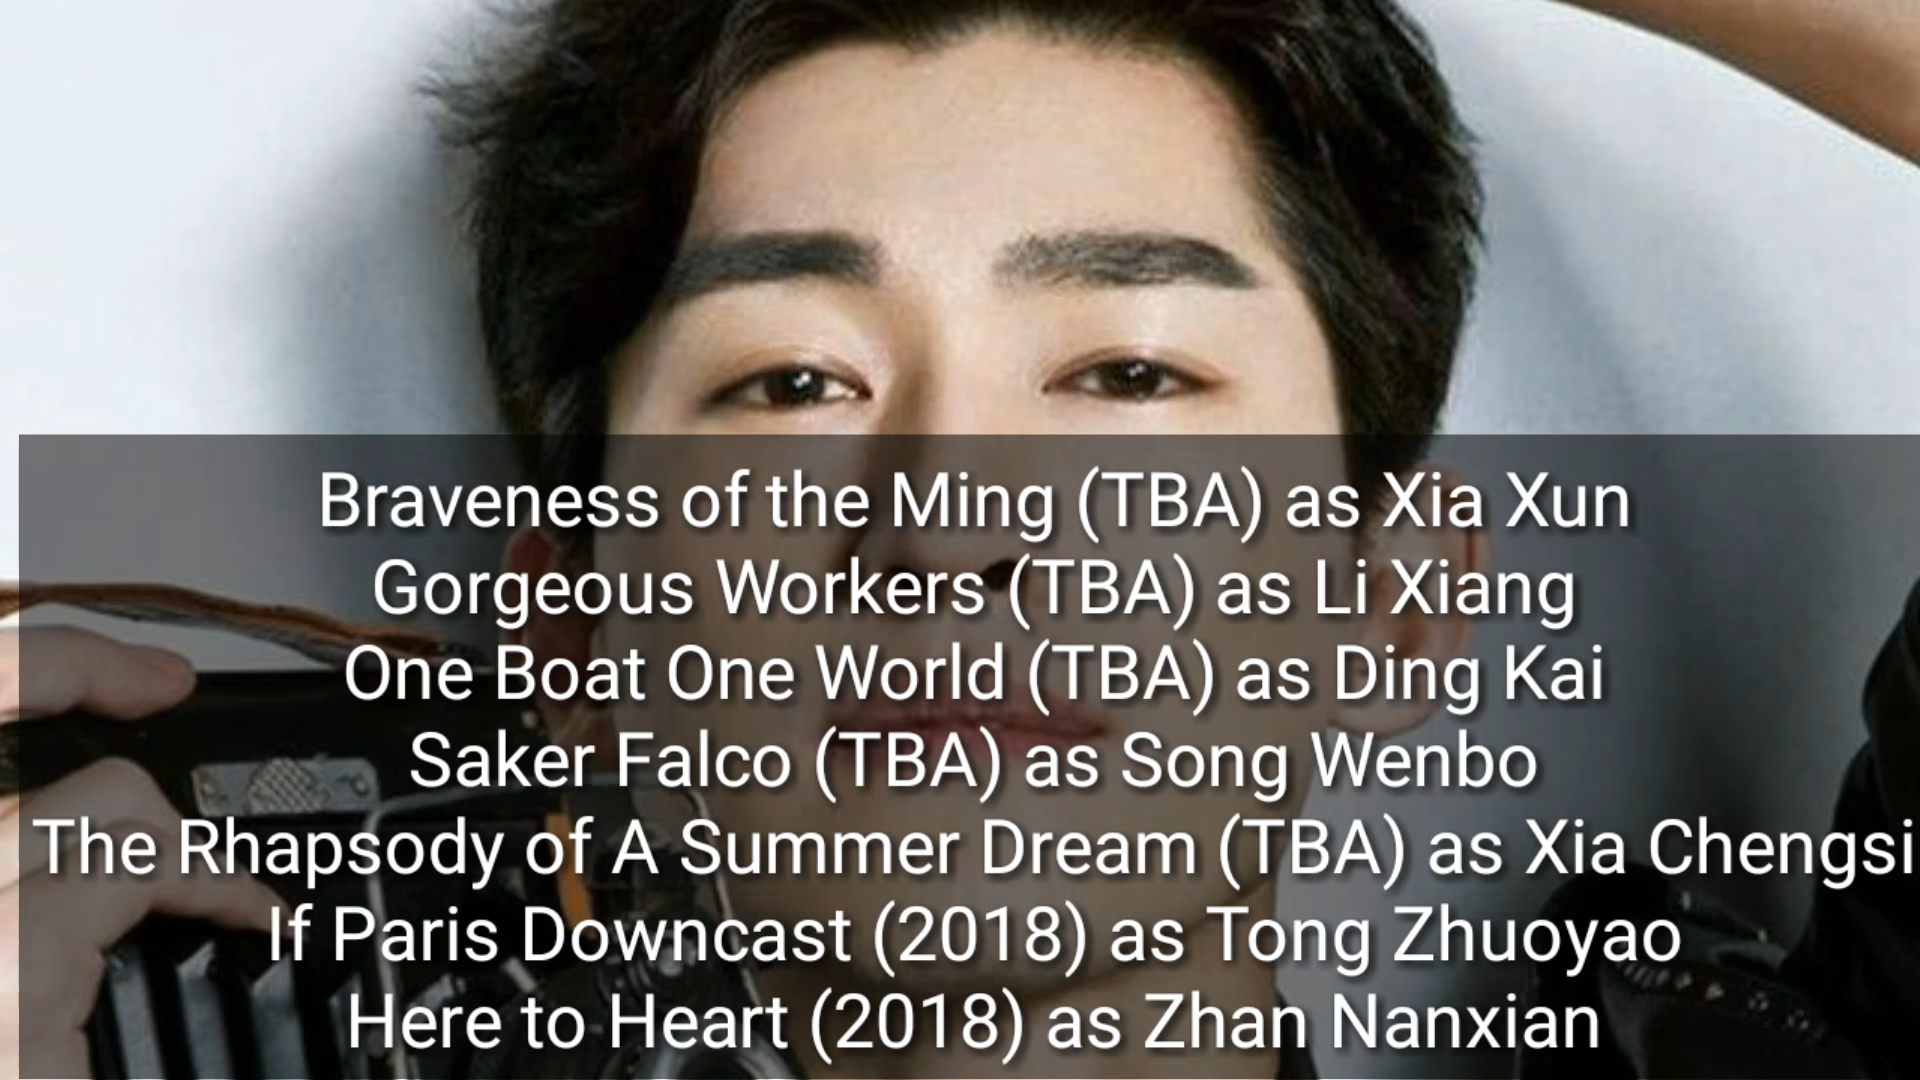 Braveness of the Ming (TBA) as Xia Xun
Gorgeous Workers (TBA) as Li Xiang
One Boat One World (TBA) as Ding Kai
Saker Falco (TBA) as Song Wenbo
The Rhapsody of A Summer Dream (TBA) as Xia Chengsi
If Paris Downcast (2018) as Tong Zhuoyao
Here to Heart (2018) as Zhan Nanxian